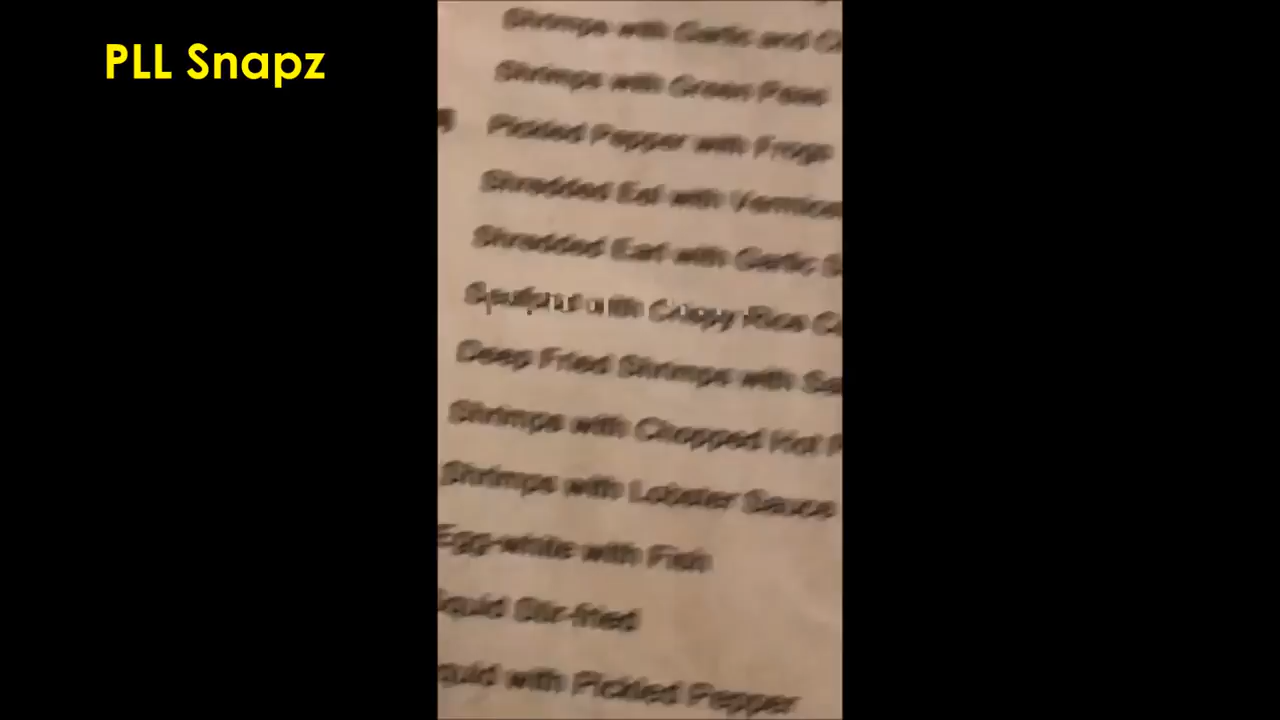 PLL Snapz
Shrimps with Garlic and
Shrimps with Green Peas
Pickled Pepper with Frogs
Shredded Eel with
Shredded Earl with Garlic
with Crispy Rice
Deep Fried Shrimps with
Shrimps with Chopped Hot
Shrimps with Lobster Sauce
Egg-white with Fish
Squid Stir-fried
with Pickled Pepper